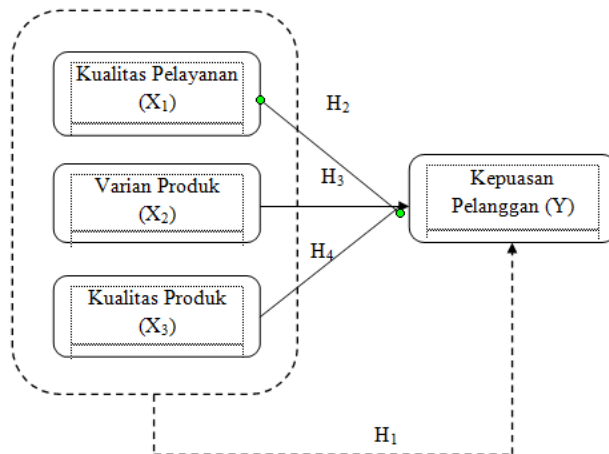 Kualitas Pelayanan
(X₁)
H₂
Varian Produk
(X₂)
H₃
Kepuasan
Pelanggan (Y)
H₄
Kualitas Produk
(X₃)
H₁